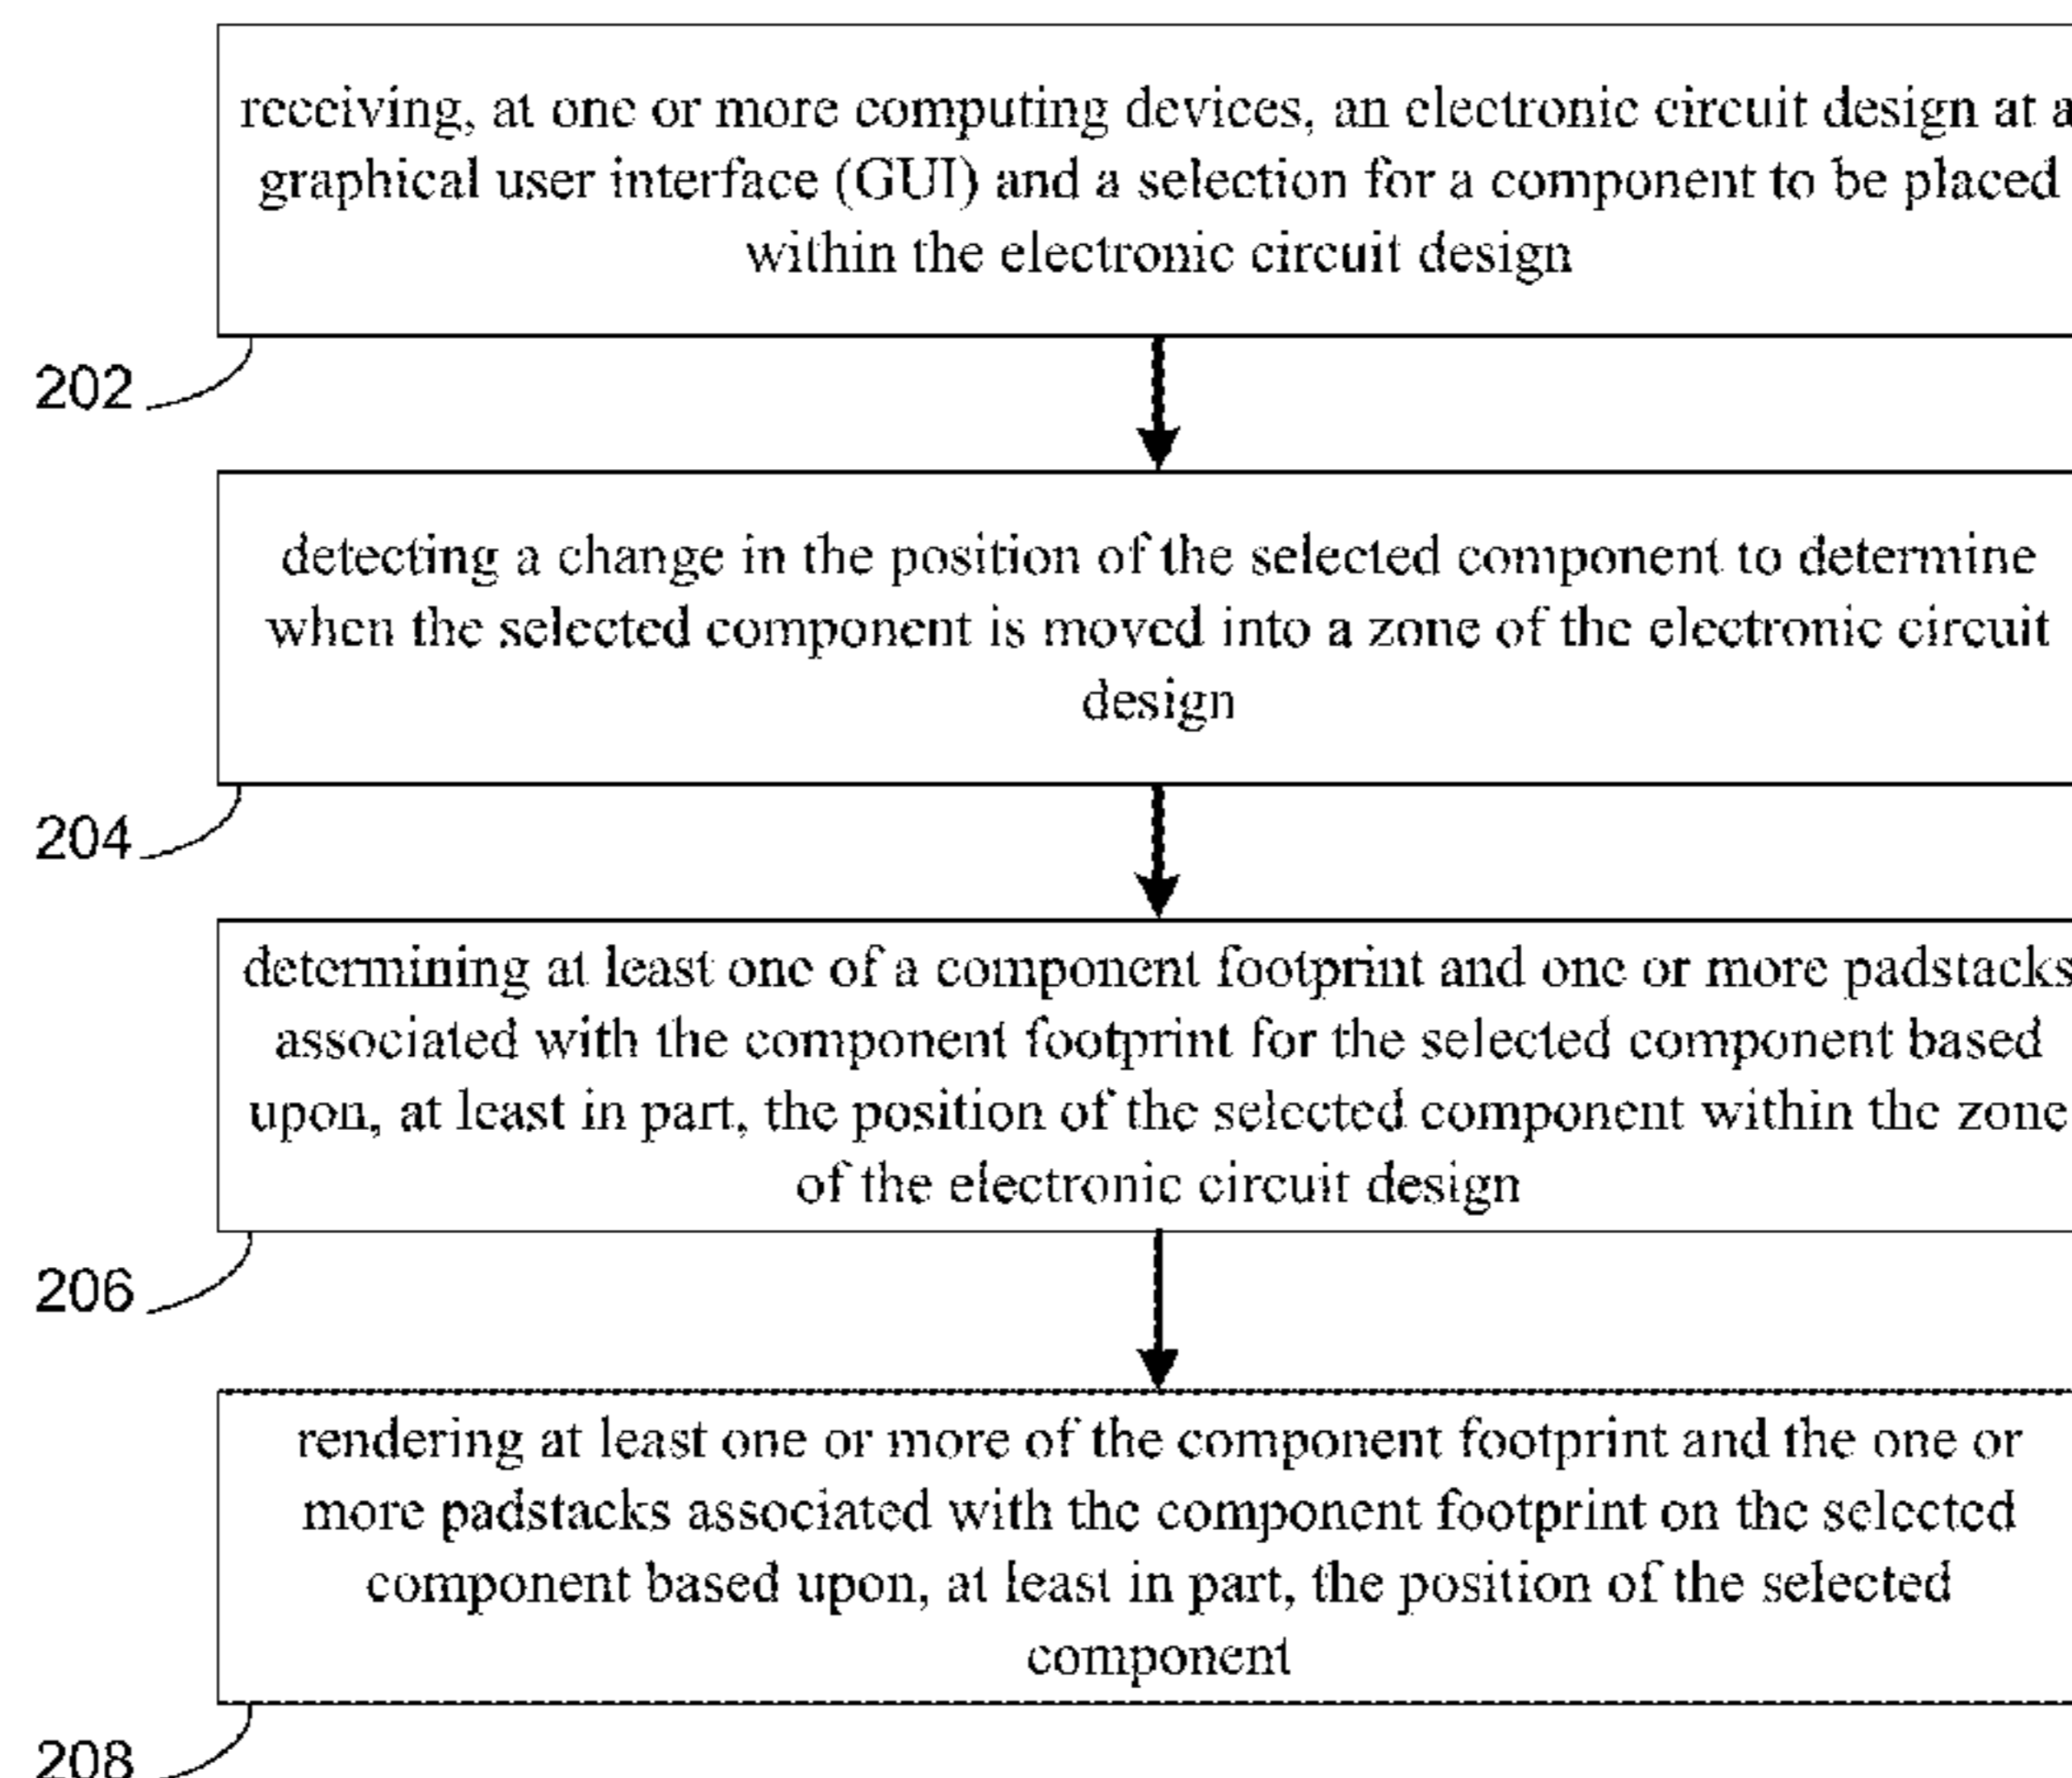 receiving, at one or more computing devices, an electronic circuit design at a
graphical user interface (GUI) and a selection for a component to be placed
within the electronic circuit design
202
detecting a change in the position of the selected component to determine
when the selected component is moved into a zone of the electronic circuit
design
204
determining at least one of a component footprint and one or more padstacks
associated with the component footprint for the selected component based
upon, at least in part, the position of the selected component within the zone
of the electronic circuit design
206
rendering at least one or more of the component footprint and the one or
more padstacks associated with the component footprint on the selected
component based upon, at least in part, the position of the selected
component
208